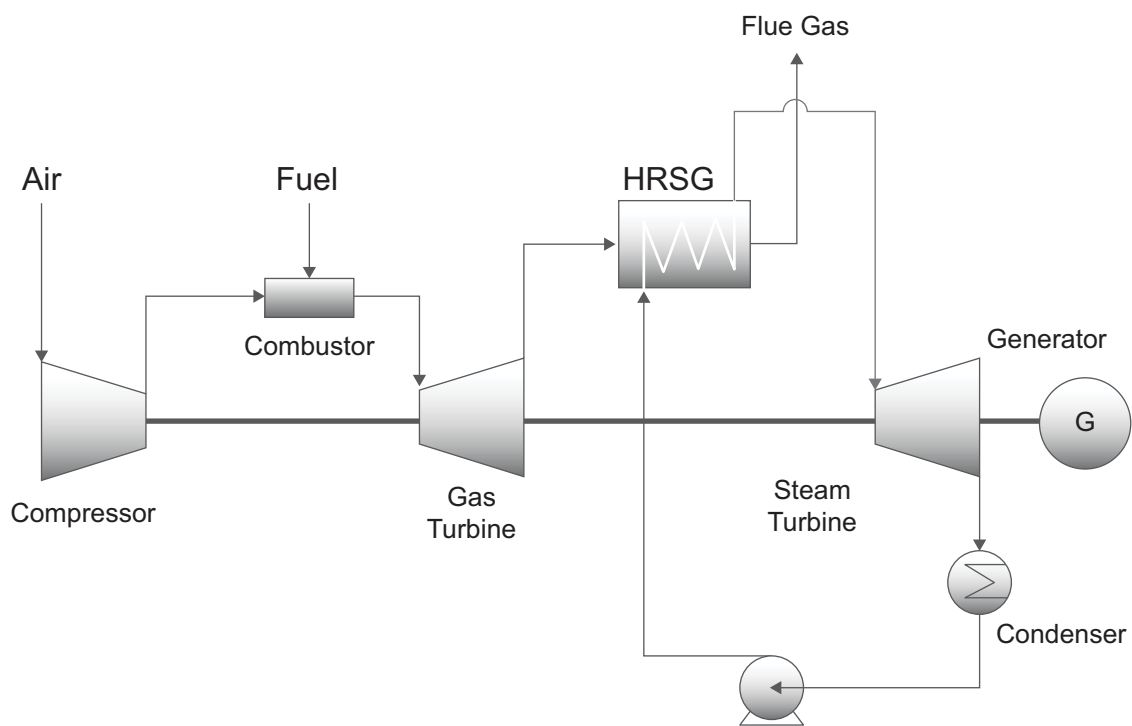 Flue Gas
Air
Fuel
HRSG
Combustor
Generator
G
Compressor
Gas
Turbine
Steam
Turbine
Condenser